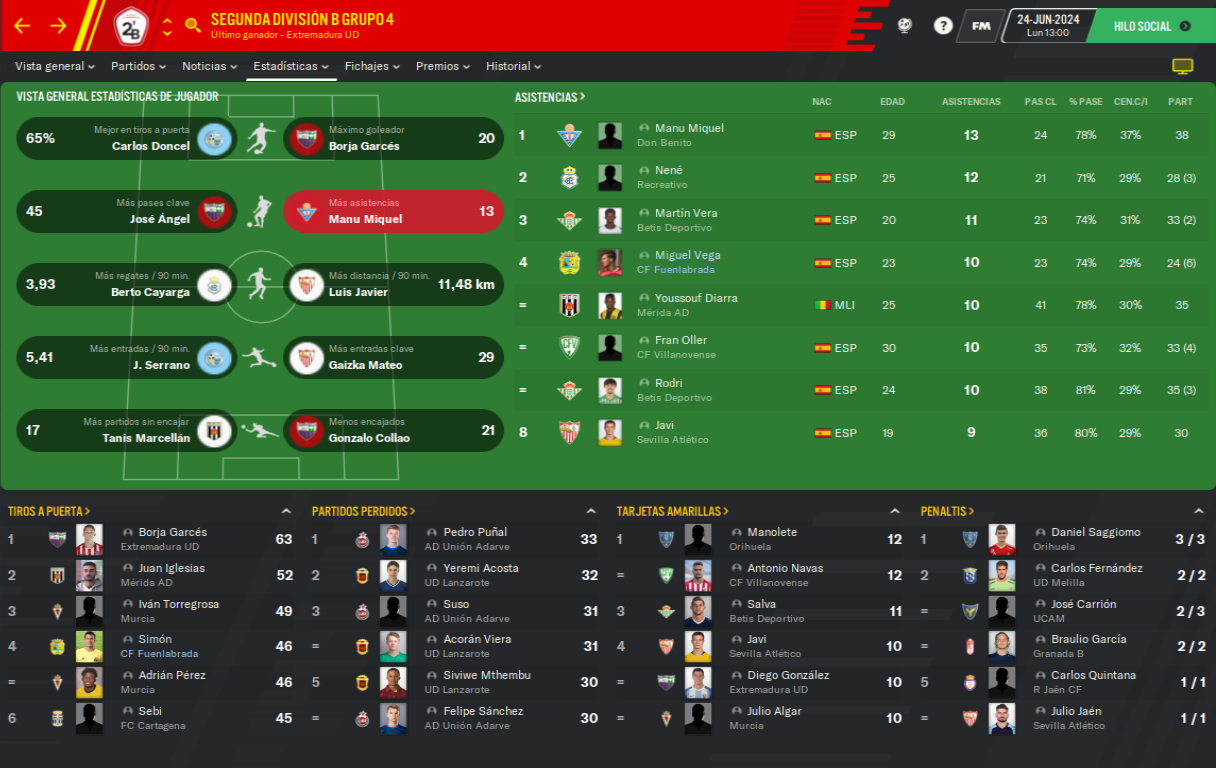 SEGUNDA DIVISIÓN B GRUPO 4
Último ganador - Extremadura UD
2ªB
?
FM
24-JUN-2024
Lun 13:00
HILO SOCIAL
Vista general Partidos Noticias Estadísticas Fichajes Premios Historial
VISTA GENERAL ESTADÍSTICAS DE JUGADOR
65% Mejor en tiros a puerta
Carlos Doncel
Máximo goleador
Borja Garcés 20
45 Más pases clave
José Ángel
Más asistencias
Manu Miquel 13
3,93 Más regates / 90 min.
Berto Cayarga
Más distancia / 90 min.
Luis Javier 11,48 km
5,41 Más entradas / 90 min.
J. Serrano
Más entradas clave
Gaizka Mateo 29
17 Más partidos sin encajar
Tanis Marcellán
Menos encajados
Gonzalo Collao 21
ASISTENCIAS > NAC EDAD ASISTENCIAS PAS CL % PASE CEN.C/I PART
1 Manu Miquel ESP 29 13 24 78% 37% 38
Don Benito
2 Nené ESP 25 12 21 71% 29% 28 (3)
Recreativo
3 Martín Vera ESP 20 11 23 74% 31% 33 (2)
Betis Deportivo
4 Miguel Vega ESP 23 10 23 74% 29% 24 (6)
CF Fuenlabrada
= Youssouf Diarra MLI 25 10 41 78% 30% 35
Mérida AD
= Fran Oller ESP 30 10 35 73% 32% 33 (4)
CF Villanovense
= Rodri ESP 24 10 38 81% 29% 35 (3)
Betis Deportivo
8 Javi ESP 19 9 36 80% 29% 30
Sevilla Atlético
TIROS A PUERTA >
1 Borja Garcés 63
Extremadura UD
2 Juan Iglesias 52
Mérida AD
3 Iván Torregrosa 49
Murcia
4 Simón 46
CF Fuenlabrada
= Adrián Pérez 46
Murcia
6 Sebi 45
FC Cartagena
PARTIDOS PERDIDOS >
1 Pedro Puñal 33
AD Unión Adarve
2 Yeremi Acosta 32
UD Lanzarote
3 Suso 31
AD Unión Adarve
= Acorán Viera 31
UD Lanzarote
5 Siviwe Mthembu 30
UD Lanzarote
= Felipe Sánchez 30
AD Unión Adarve
TARJETAS AMARILLAS >
1 Manolete 12
Orihuela
= Antonio Navas 12
CF Villanovense
3 Salva 11
Betis Deportivo
4 Javi 10
Sevilla Atlético
= Diego González 10
Extremadura UD
= Julio Algar 10
Murcia
PENALTIS >
1 Daniel Saggiomo 3 / 3
Orihuela
2 Carlos Fernández 2 / 2
UD Melilla
= José Carrión 2 / 3
UCAM
= Braulio García 2 / 2
Granada B
5 Carlos Quintana 1 / 1
R Jaén CF
= Julio Jaén 1 / 1
Sevilla Atlético